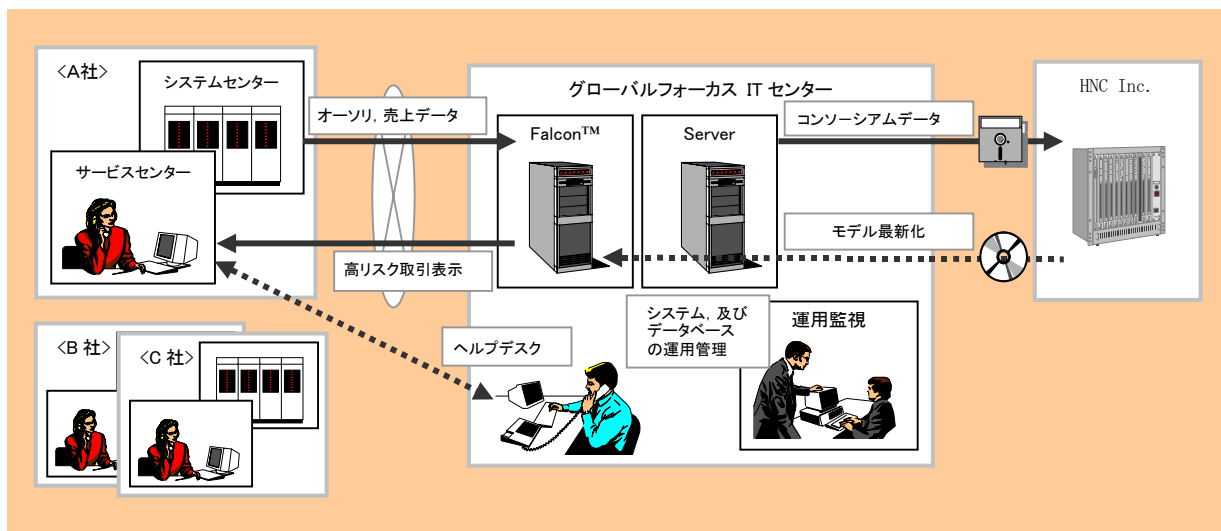 <A社>
システムセンター
サービスセンター
オーソリ，売上データ
高リスク取引表示
グローバルフォーカス IT センター
Falcon™
Server
コンソーシアムデータ
HNC Inc.
モデル最新化
システム，及び
データベース
の運用管理
運用監視
ヘルプデスク
<B 社>
<C 社>